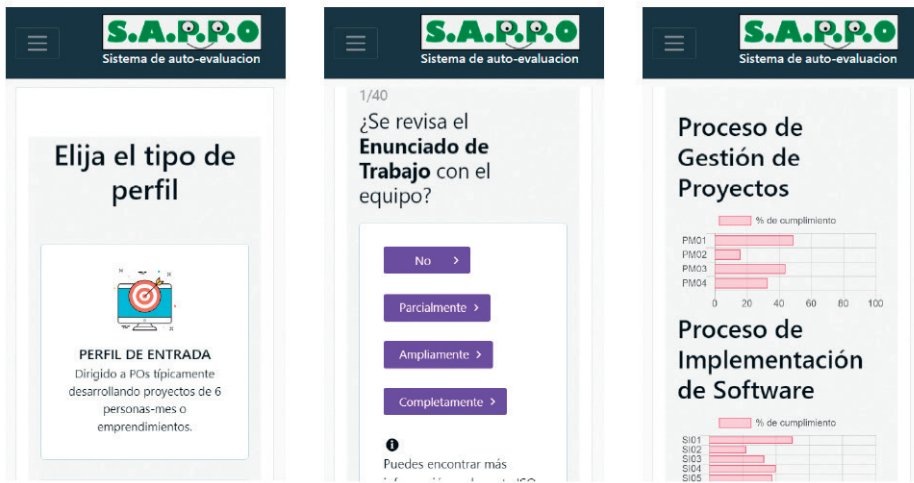 S.A.P.P.O
Sistema de auto-evaluacion
Elija el tipo de
perfil
PERFIL DE ENTRADA
Dirigido a POs típicamente
desarrollando proyectos de 6
personas-mes o
emprendimientos.
S.A.P.P.O
Sistema de auto-evaluacion
1/40
¿Se revisa el
Enunciado de
Trabajo con el
equipo?
No >
Parcialmente >
Ampliamente >
Completamente >
Puedes encontrar más
S.A.P.P.O
Sistema de auto-evaluacion
Proceso de
Gestión de
Proyectos
% de cumplimiento
PM01
PM02
PM03
PM04
0 20 40 60 80 100
Proceso de
Implementación
de Software
% de cumplimiento
SI01
SI02
SI03
SI04
SI05